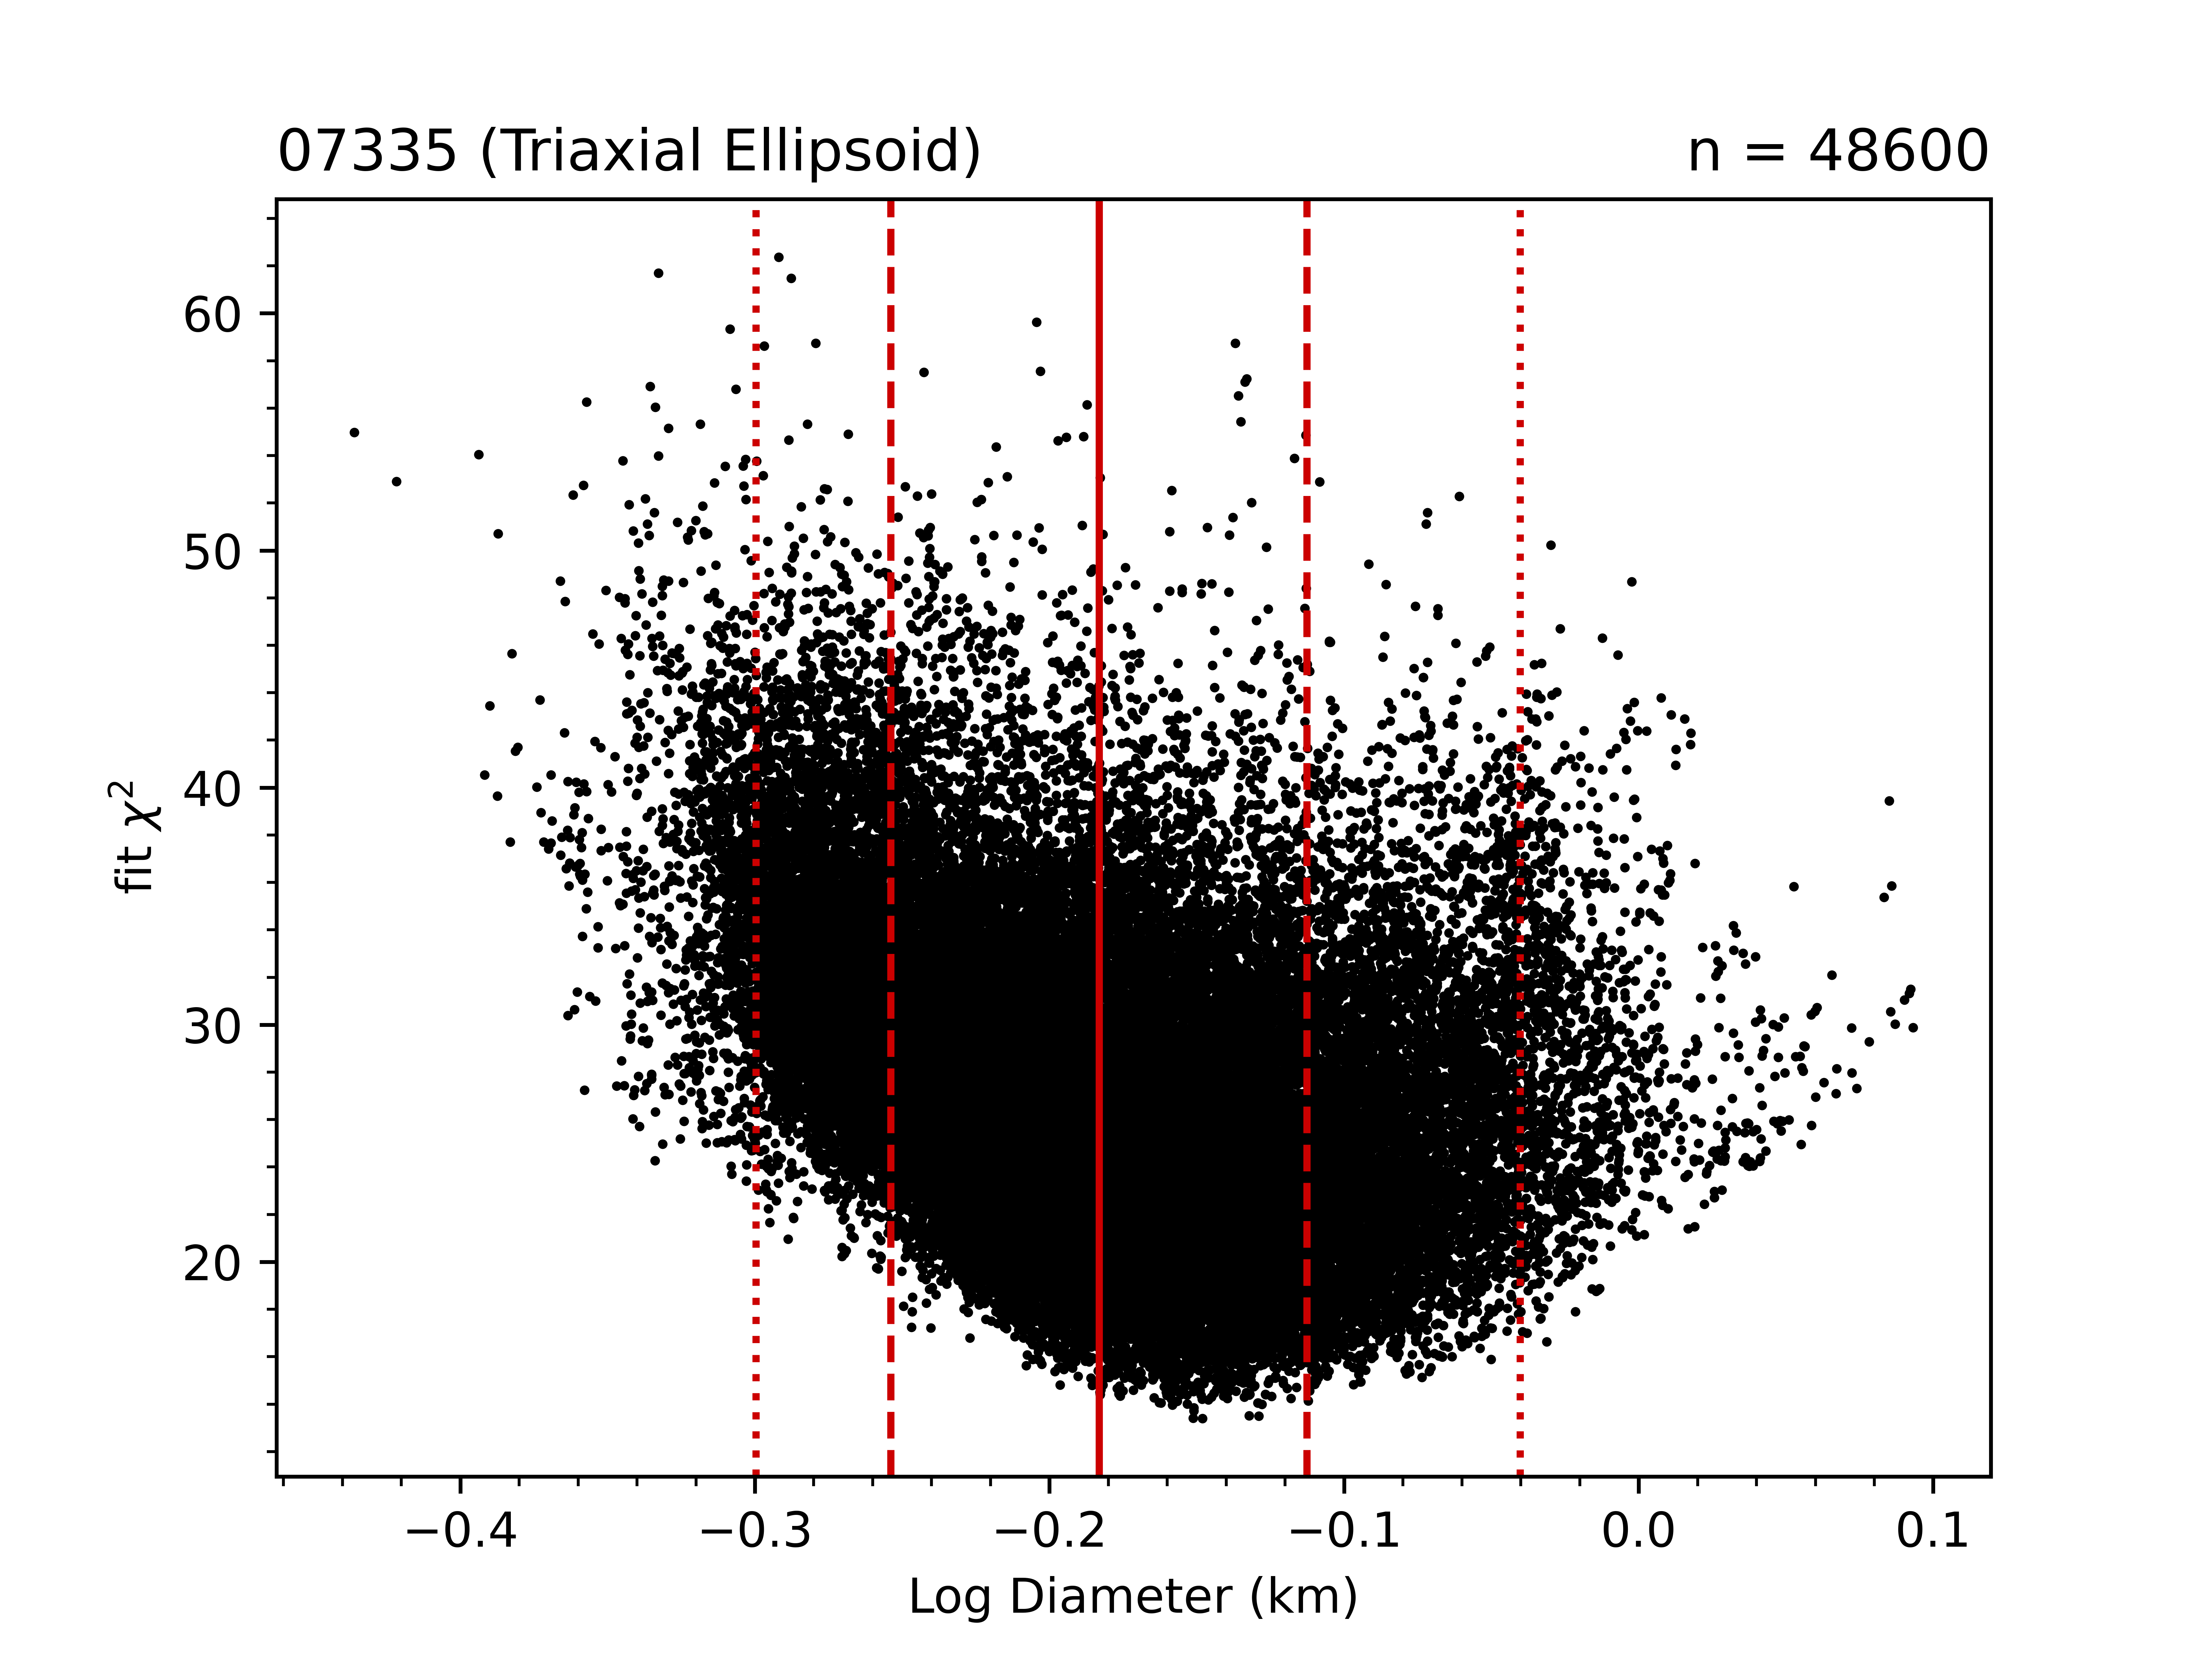 07335 (Triaxial Ellipsoid)
n = 48600
60
50
40
30
20
fit χ²
−0.4
−0.3
−0.2
−0.1
0.0
0.1
Log Diameter (km)